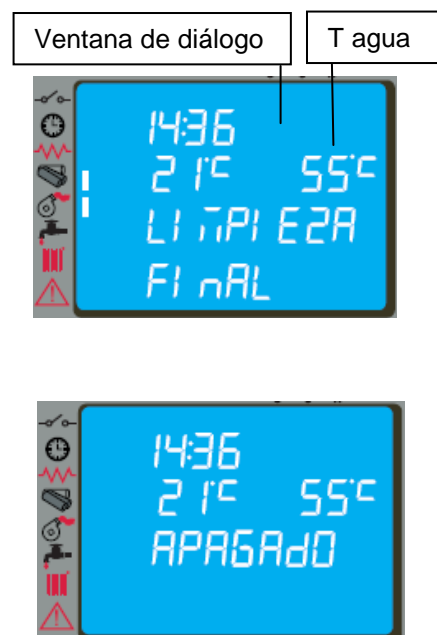 Ventana de diálogo
T agua
14:36
21°C 55°C
LIMPIEZA
FINAL
14:36
21°C 55°C
APAGAdO